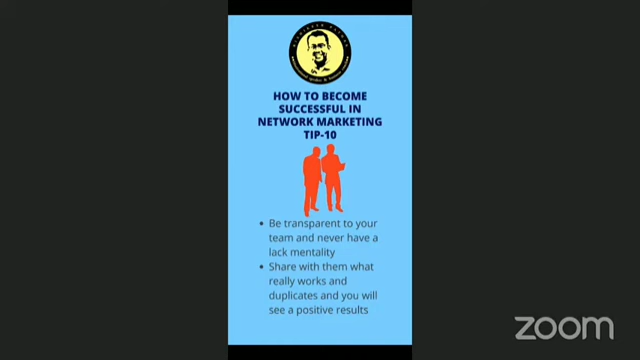 HOW TO BECOME
SUCCESSFUL IN
NETWORK MARKETING
TIP-10
• Be transparent to your
team and never have a
lack mentality
• Share with them what
really works and
duplicates and you will
see a positive results
zoom